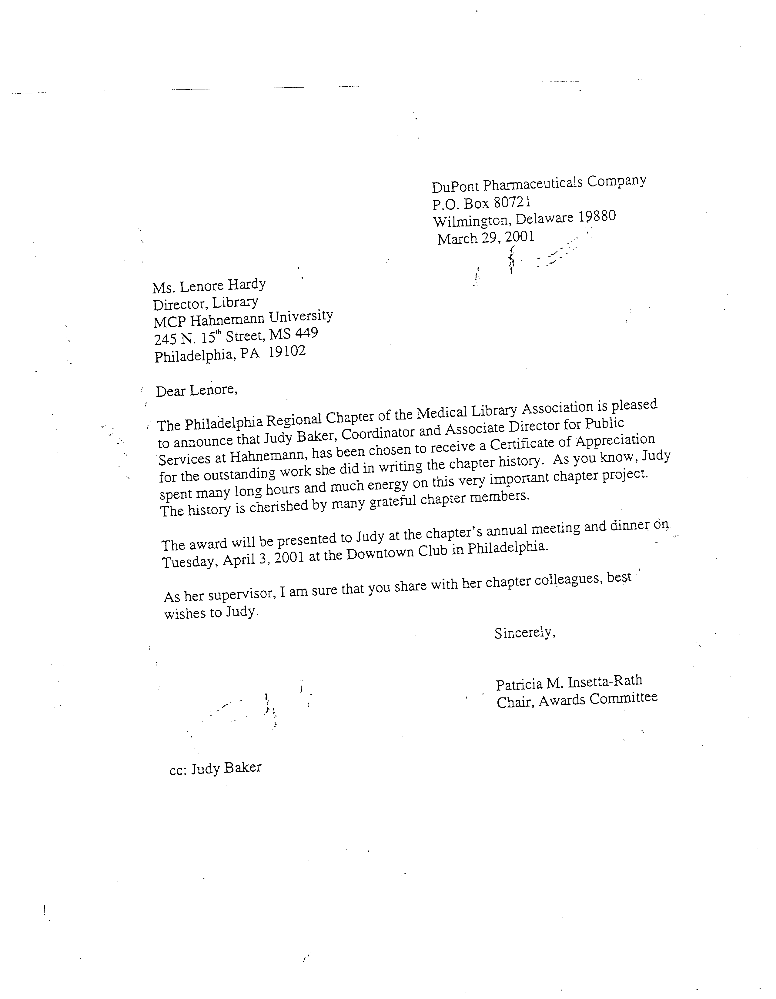 DuPont Pharmaceuticals Company
P.O. Box 80721
Wilmington, Delaware 19880
March 29, 2001
Ms. Lenore Hardy
Director, Library
MCP Hahnemann University
245 N. 15th Street, MS 449
Philadelphia, PA 19102
Dear Lenore,
The Philadelphia Regional Chapter of the Medical Library Association is pleased
to announce that Judy Baker, Coordinator and Associate Director for Public
Services at Hahnemann, has been chosen to receive a Certificate of Appreciation
for the outstanding work she did in writing the chapter history. As you know, Judy
spent many long hours and much energy on this very important chapter project.
The history is cherished by many grateful chapter members.
The award will be presented to Judy at the chapter's annual meeting and dinner on
Tuesday, April 3, 2001 at the Downtown Club in Philadelphia.
As her supervisor, I am sure that you share with her chapter colleagues, best
wishes to Judy.
Sincerely,
Patricia M. Insetta-Rath
Chair, Awards Committee
cc: Judy Baker